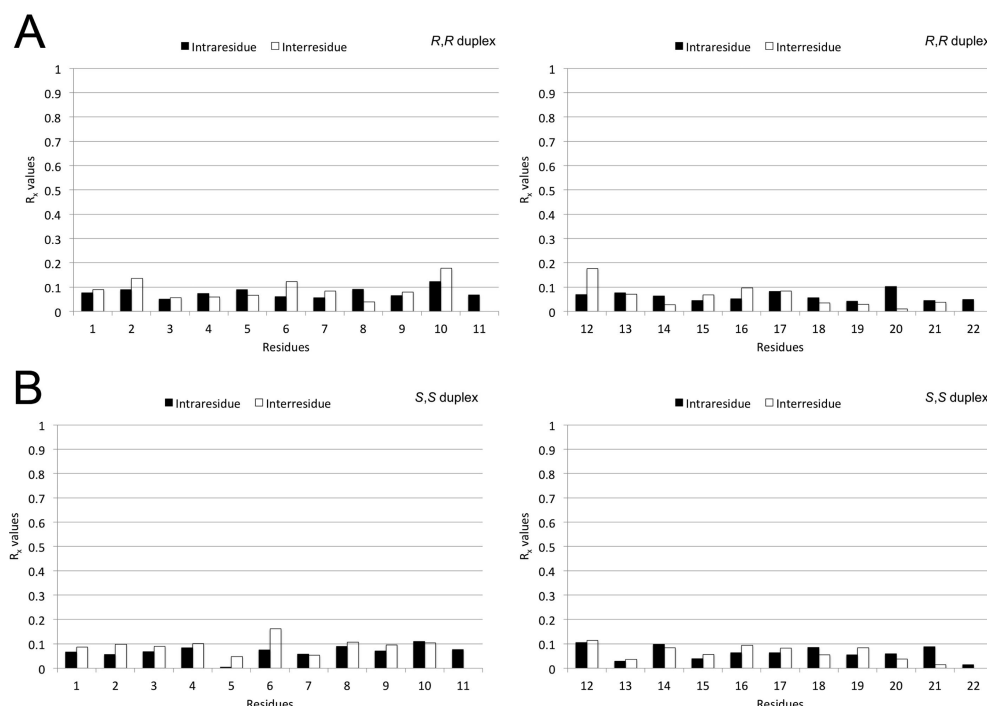 A
Intraresidue Interresidue R,R duplex
1
0.9
0.8
0.7
0.6
0.5
0.4
0.3
0.2
0.1
0
Rx values
1 2 3 4 5 6 7 8 9 10 11
Residues
Intraresidue Interresidue R,R duplex
1
0.9
0.8
0.7
0.6
0.5
0.4
0.3
0.2
0.1
0
Rx values
12 13 14 15 16 17 18 19 20 21 22
Residues
B
Intraresidue Interresidue S,S duplex
1
0.9
0.8
0.7
0.6
0.5
0.4
0.3
0.2
0.1
0
Rx values
1 2 3 4 5 6 7 8 9 10 11
Residues
Intraresidue Interresidue S,S duplex
1
0.9
0.8
0.7
0.6
0.5
0.4
0.3
0.2
0.1
0
Rx values
12 13 14 15 16 17 18 19 20 21 22
Residues